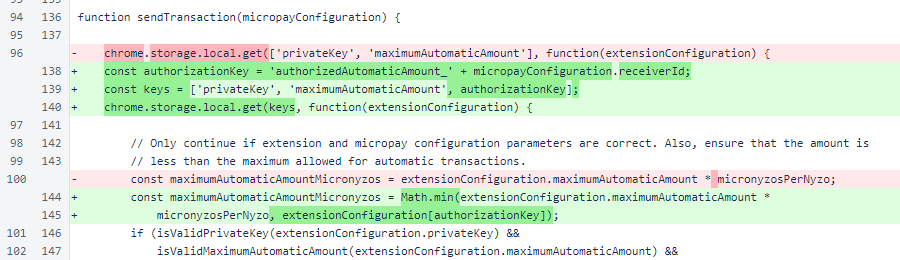 94 136 function sendTransaction(micropayConfiguration) {
95 137
96 - chrome.storage.local.get(['privateKey', 'maximumAutomaticAmount'], function(extensionConfiguration) {
138 + const authorizationKey = 'authorizedAutomaticAmount_' + micropayConfiguration.receiverId;
139 + const keys = ['privateKey', 'maximumAutomaticAmount', authorizationKey];
140 + chrome.storage.local.get(keys, function(extensionConfiguration) {
97 141
98 142 // Only continue if extension and micropay configuration parameters are correct. Also, ensure that the amount is
99 143 // less than the maximum allowed for automatic transactions.
100 - const maximumAutomaticAmountMicronyzos = extensionConfiguration.maximumAutomaticAmount * micronyzosPerNyzo;
144 + const maximumAutomaticAmountMicronyzos = Math.min(extensionConfiguration.maximumAutomaticAmount *
145 + micronyzosPerNyzo, extensionConfiguration[authorizationKey]);
101 146 if (isValidPrivateKey(extensionConfiguration.privateKey) &&
102 147 isValidMaximumAutomaticAmount(extensionConfiguration.maximumAutomaticAmount) &&